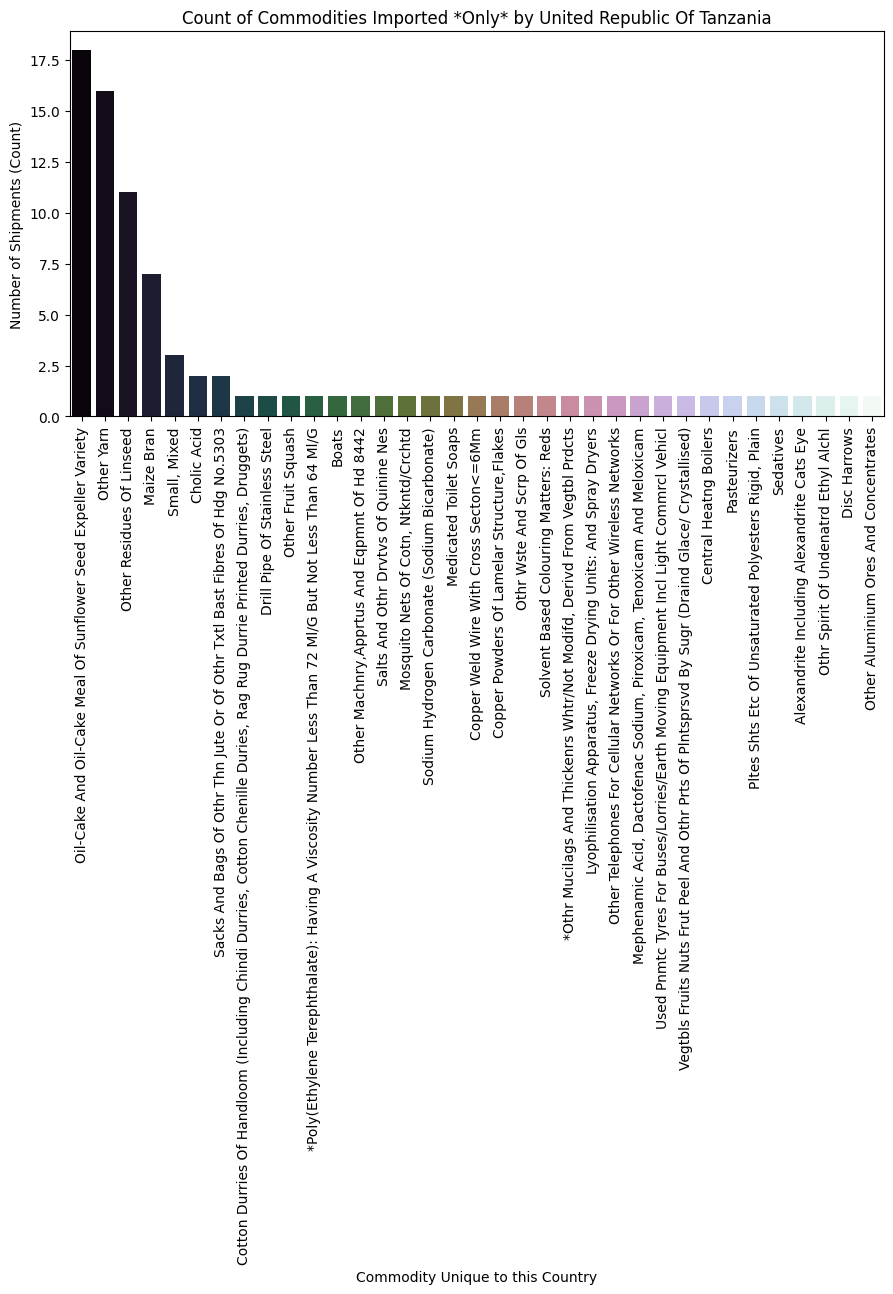 Count of Commodities Imported *Only* by United Republic Of Tanzania
Number of Shipments (Count)
17.5
15.0
12.5
10.0
7.5
5.0
2.5
0.0
Oil-Cake And Oil-Cake Meal Of Sunflower Seed Expeller Variety
Other Yarn
Other Residues Of Linseed
Maize Bran
Small, Mixed
Cholic Acid
Sacks And Bags Of Othr Thn Jute Or Of Othr Txtl Bast Fibres Of Hdg No.5303
Cotton Durries Of Handloom (Including Chindi Durries, Cotton Chenille Duries, Rag Rug Durrie Printed Durries, Druggets)
Drill Pipe Of Stainless Steel
Other Fruit Squash
*Poly(Ethylene Terephthalate): Having A Viscosity Number Less Than 72 Ml/G But Not Less Than 64 Ml/G
Boats
Other Machnry,Apprtus And Eqpmnt Of Hd 8442
Salts And Othr Drvtvs Of Quinine Nes
Mosquito Nets Of Cotn, Ntkntd/Crchtd
Sodium Hydrogen Carbonate (Sodium Bicarbonate)
Medicated Toilet Soaps
Copper Weld Wire With Cross Secton<=6Mm
Copper Powders Of Lamelar Structure,Flakes
Othr Wste And Scrp Of Gls
Solvent Based Colouring Matters: Reds
*Othr Mucilags And Thickenrs Whtr/Not Modifd, Derivd From Vegtbl Prdcts
Lyophilisation Apparatus, Freeze Drying Units: And Spray Dryers
Other Telephones For Cellular Networks Or For Other Wireless Networks
Mephenamic Acid, Dactofenac Sodium, Piroxicam, Tenoxicam And Meloxicam
Used Pnmtc Tyres For Buses/Lorries/Earth Moving Equipment Incl Light Commrcl Vehicl
Vegtbls Fruits Nuts Frut Peel And Othr Prts Of Plntsprsvd By Sugr (Draind Glace/ Crystallised)
Central Heatng Boilers
Pasteurizers
Pltes Shts Etc Of Unsaturated Polyesters Rigid, Plain
Sedatives
Alexandrite Including Alexandrite Cats Eye
Othr Spirit Of Undenatrd Ethyl Alchl
Disc Harrows
Other Aluminium Ores And Concentrates
Commodity Unique to this Country